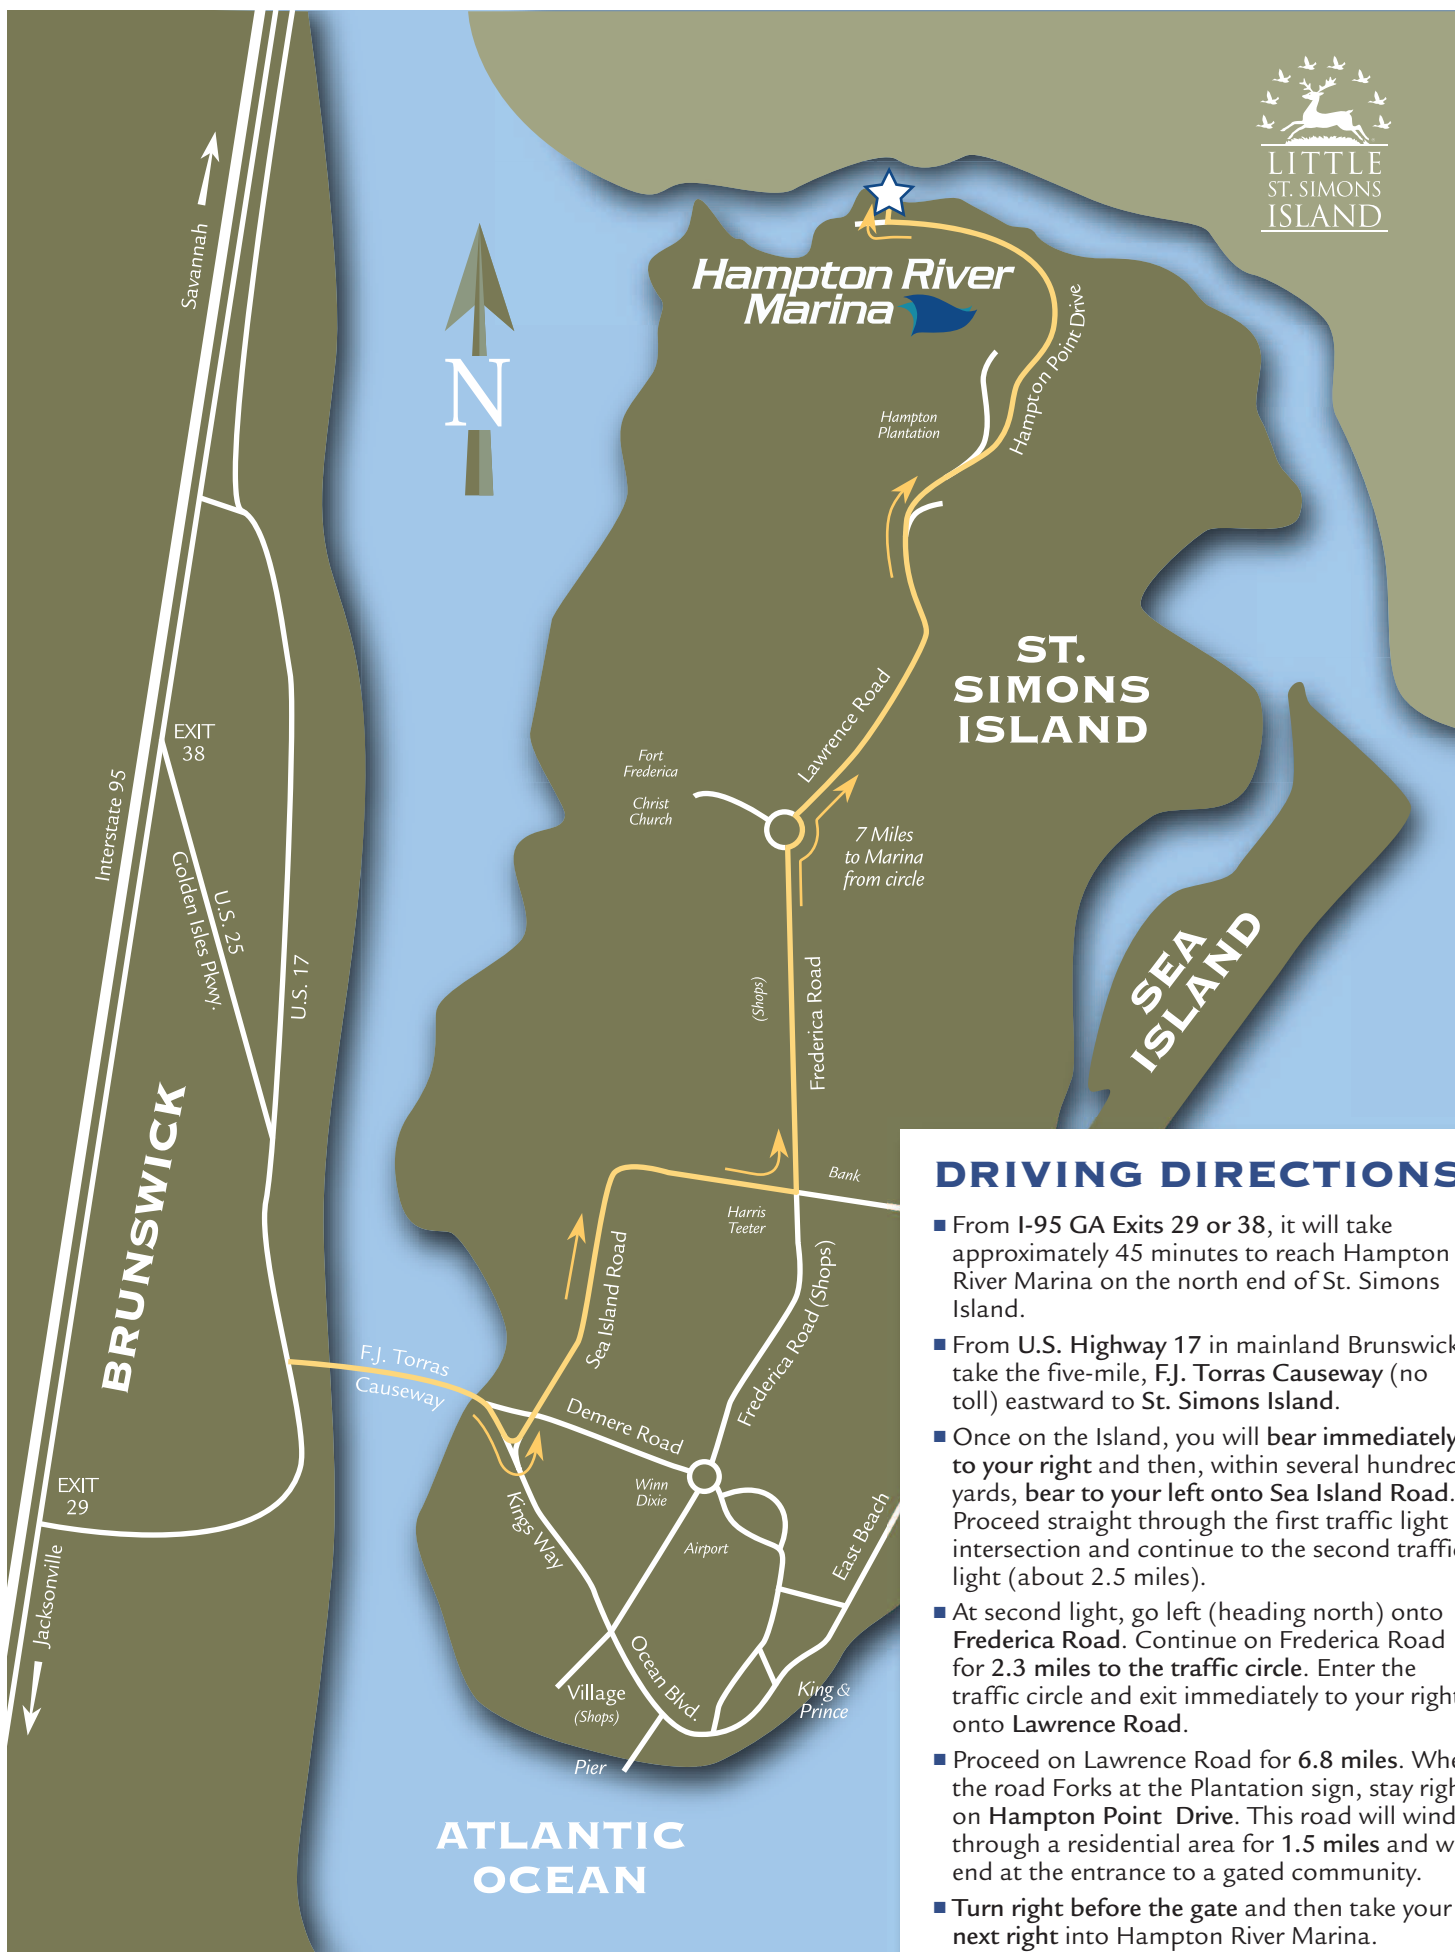 LITTLE
ST. SIMONS
ISLAND
Savannah
Hampton River
Marina
Hampton Point Drive
N
Hampton
Plantation
ST.
SIMONS
ISLAND
Lawrence Road
EXIT
38
Fort
Frederica
Christ
Church
Interstate 95
7 Miles
to Marina
from circle
U.S. 25
Golden Isles Pkwy.
U.S. 17
SEA
ISLAND
(Shops)
Frederica Road
BRUNSWICK
Bank
Harris
Teeter
Sea Island Road
Frederica Road (Shops)
F.J. Torras
Causeway
Demere Road
EXIT
29
Winn
Dixie
Kings Way
Airport
East Beach
Jacksonville
Ocean Blvd.
Village
(Shops)
King &
Prince
Pier
ATLANTIC
OCEAN
DRIVING DIRECTIONS
■ From I-95 GA Exits 29 or 38, it will take
approximately 45 minutes to reach Hampton
River Marina on the north end of St. Simons
Island.
■ From U.S. Highway 17 in mainland Brunswick
take the five-mile, F.J. Torras Causeway (no
toll) eastward to St. Simons Island.
■ Once on the Island, you will bear immediately
to your right and then, within several hundred
yards, bear to your left onto Sea Island Road.
Proceed straight through the first traffic light
intersection and continue to the second traffic
light (about 2.5 miles).
■ At second light, go left (heading north) onto
Frederica Road. Continue on Frederica Road
for 2.3 miles to the traffic circle. Enter the
traffic circle and exit immediately to your right
onto Lawrence Road.
■ Proceed on Lawrence Road for 6.8 miles. Whe
the road Forks at the Plantation sign, stay righ
on Hampton Point Drive. This road will wind
through a residential area for 1.5 miles and w
end at the entrance to a gated community.
■ Turn right before the gate and then take your
next right into Hampton River Marina.